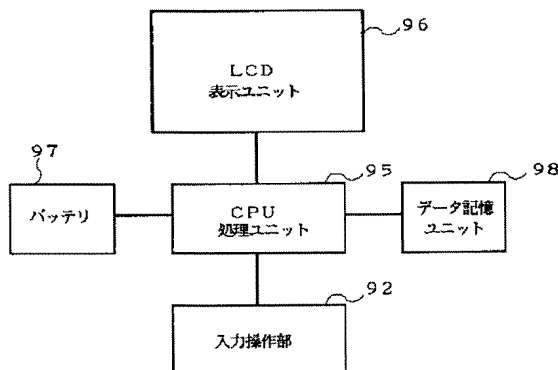 96
LCD
表示ユニット
97
95
98
バッテリ
CPU
処理ユニット
データ記憶
ユニット
92
入力操作部